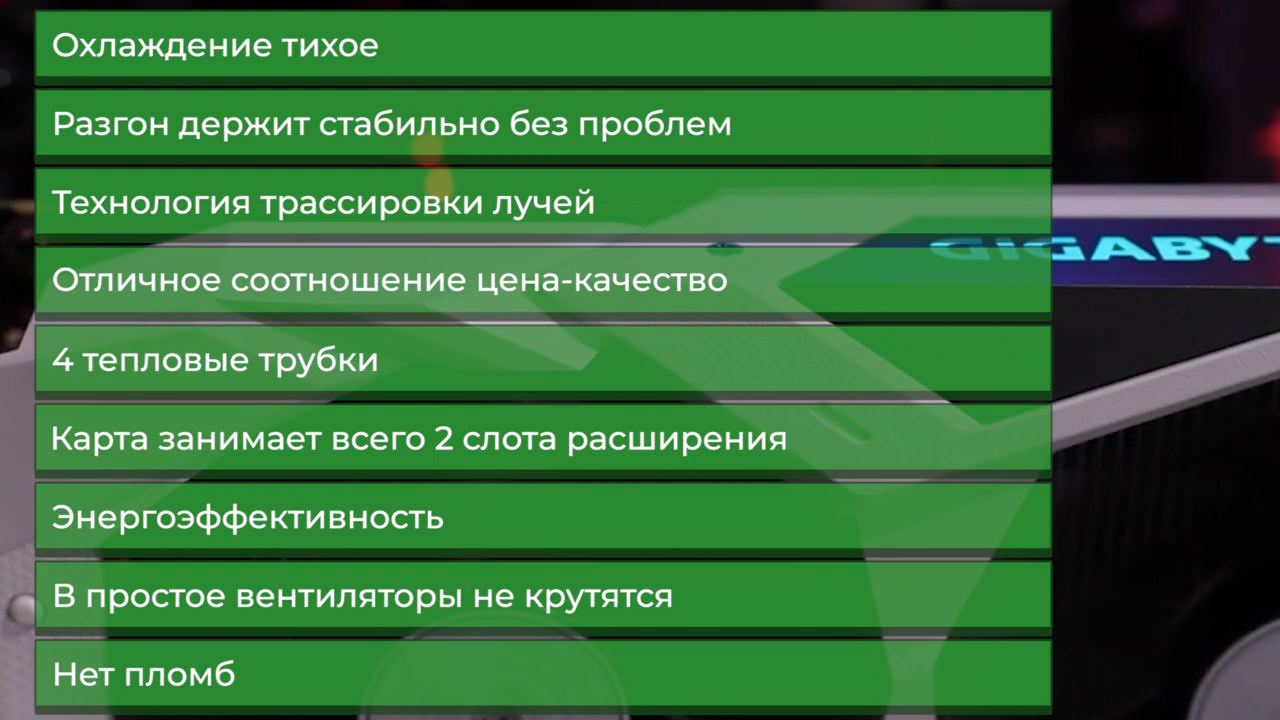 Охлаждение тихое
Разгон держит стабильно без проблем
Технология трассировки лучей
GIGABYT
Отличное соотношение цена-качество
4 тепловые трубки
Карта занимает всего 2 слота расширения
Энергоэффективность
В простое вентиляторы не крутятся
Нет пломб